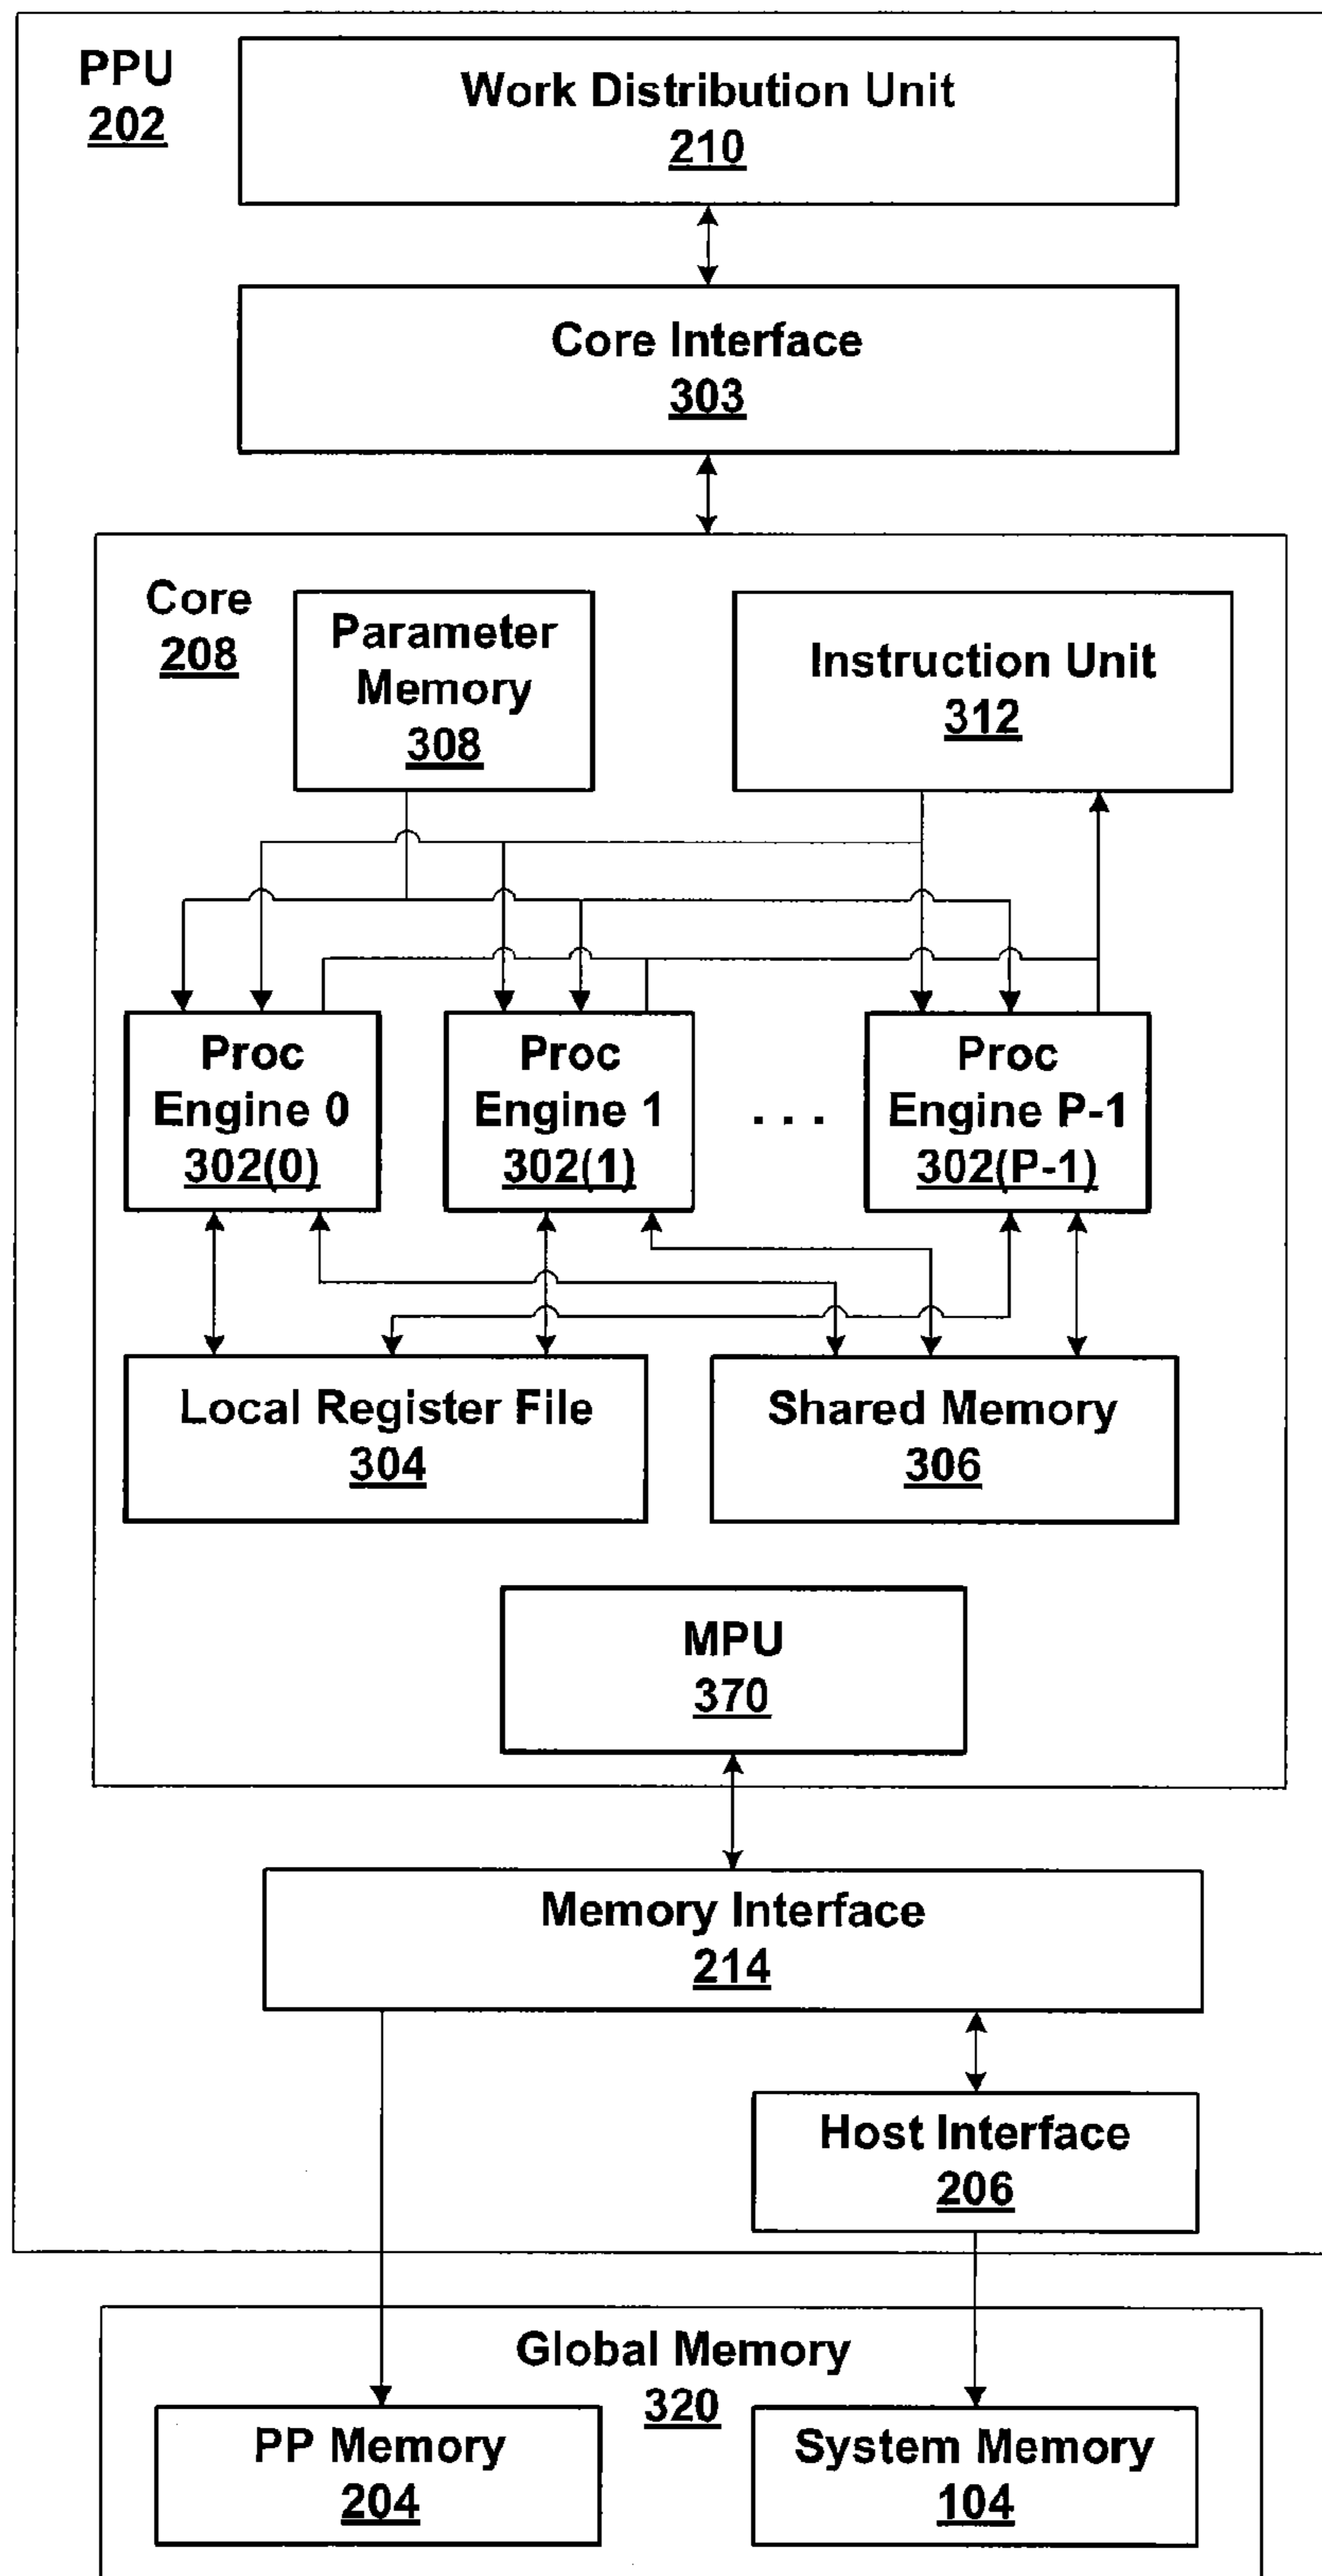 PPU
202
Work Distribution Unit
210
Core Interface
303
Core
208
Parameter
Memory
308
Instruction Unit
312
Proc
Engine 0
302(0)
Proc
Engine 1
302(1)
. . .
Proc
Engine P-1
302(P-1)
Local Register File
304
Shared Memory
306
MPU
370
Memory Interface
214
Host Interface
206
Global Memory
320
PP Memory
204
System Memory
104